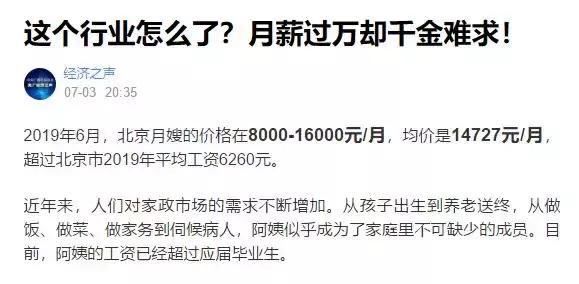 这个行业怎么了？月薪过万却千金难求！
经济之声
07-03 20:35
2019年6月，北京月嫂的价格在8000-16000元/月，均价是14727元/月，
超过北京市2019年平均工资6260元。
近年来，人们对家政市场的需求不断增加。从孩子出生到养老送终，从做
饭、做菜、做家务到伺候病人，阿姨似乎成为了家庭里不可缺少的成员。目
前，阿姨的工资已经超过应届毕业生。